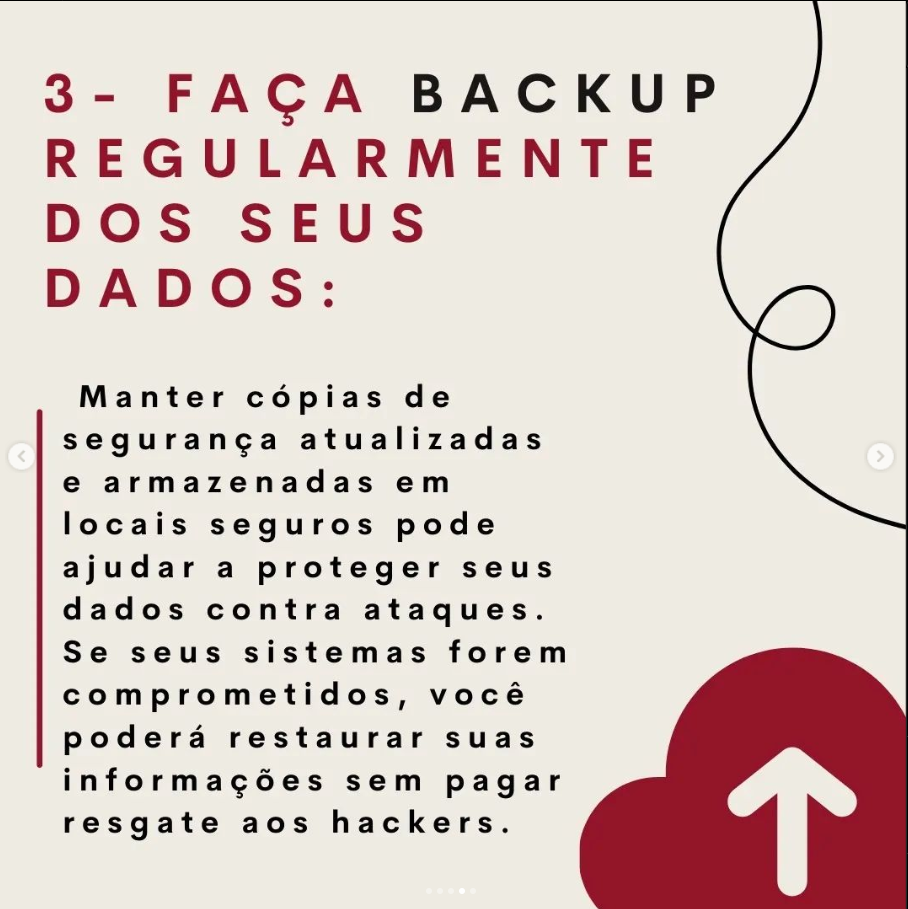 3- FAÇA BACKUP
REGULARMENTE
DOS SEUS
DADOS:
Manter cópias de
segurança atualizadas
e armazenadas em
locais seguros pode
ajudar a proteger seus
dados contra ataques.
Se seus sistemas forem
comprometidos, você
poderá restaurar suas
informações sem pagar
resgate aos hackers.